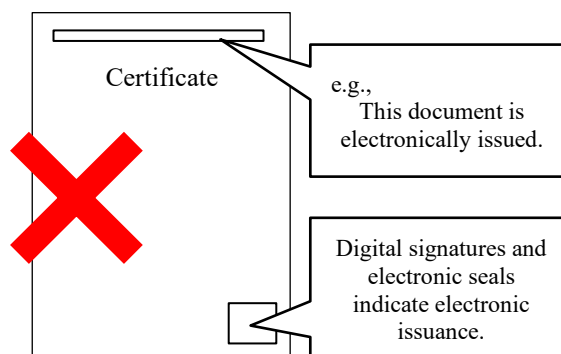 Certificate
e.g.,
This document is
electronically issued.
Digital signatures and
electronic seals
indicate electronic
issuance.